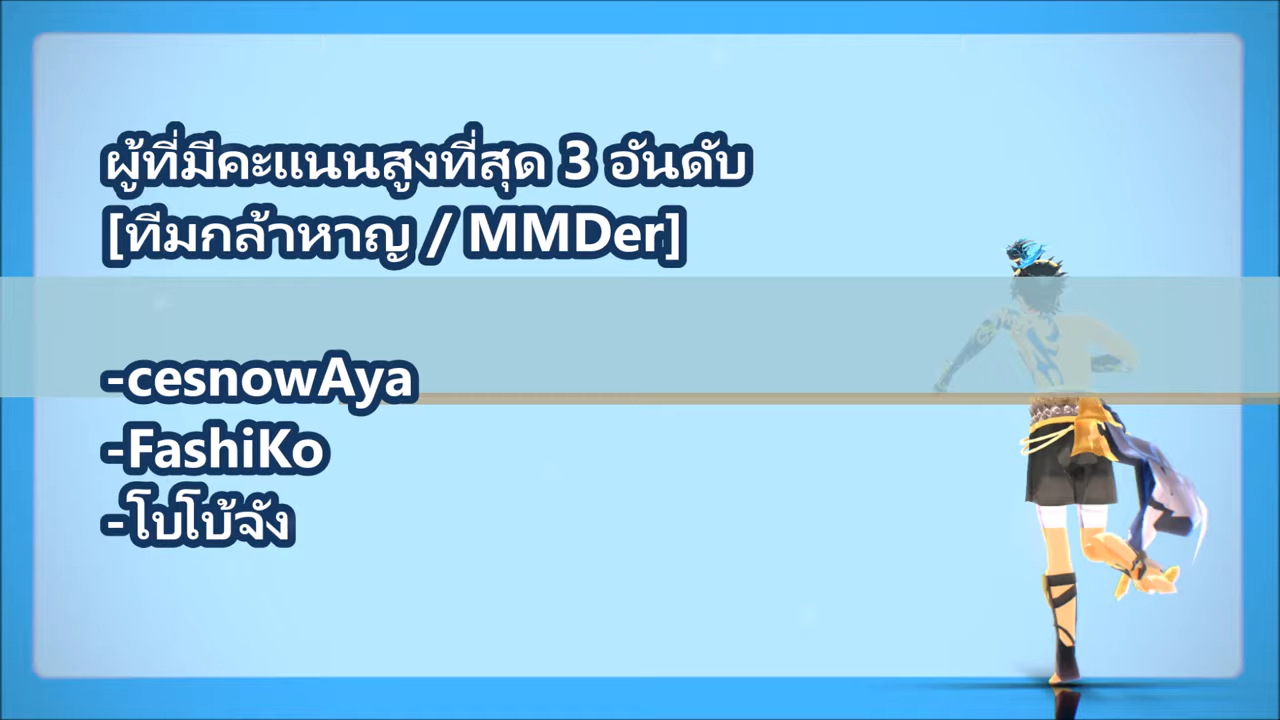 ผู้ที่มีคะแนนสูงที่สุด 3 อันดับ
[ทีมกล้าหาญ / MMDer]
-cesnowAya
-FashiKo
-โบโบ้จัง